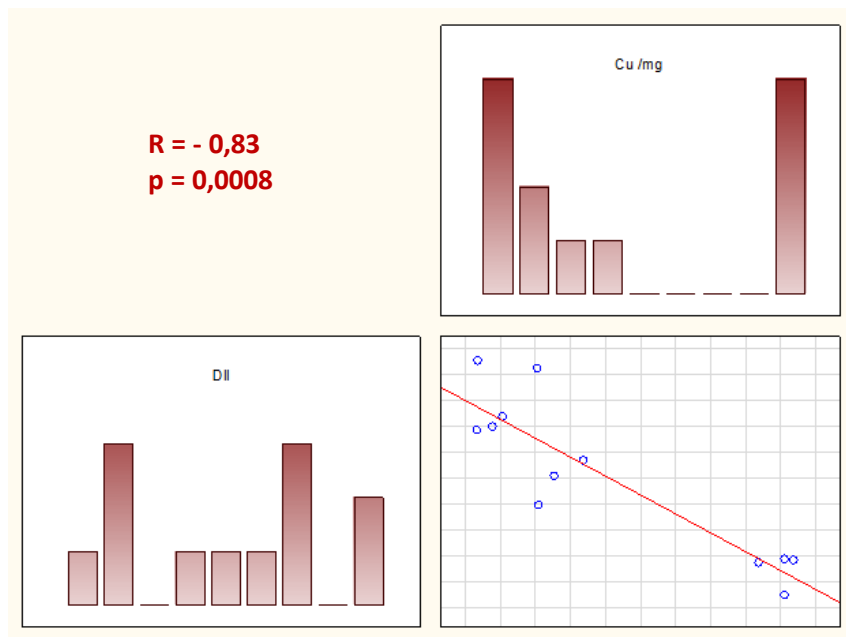 Cu /mg
R = - 0,83
p = 0,0008
DII